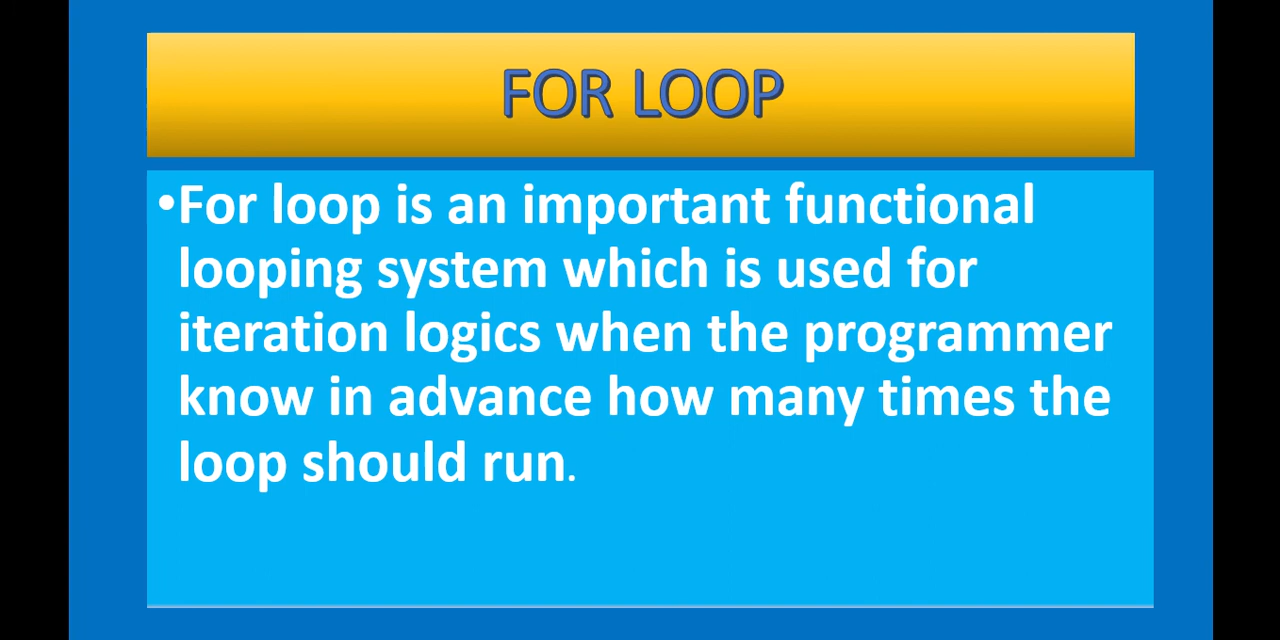 FOR LOOP
•For loop is an important functional
looping system which is used for
iteration logics when the programmer
know in advance how many times the
loop should run.